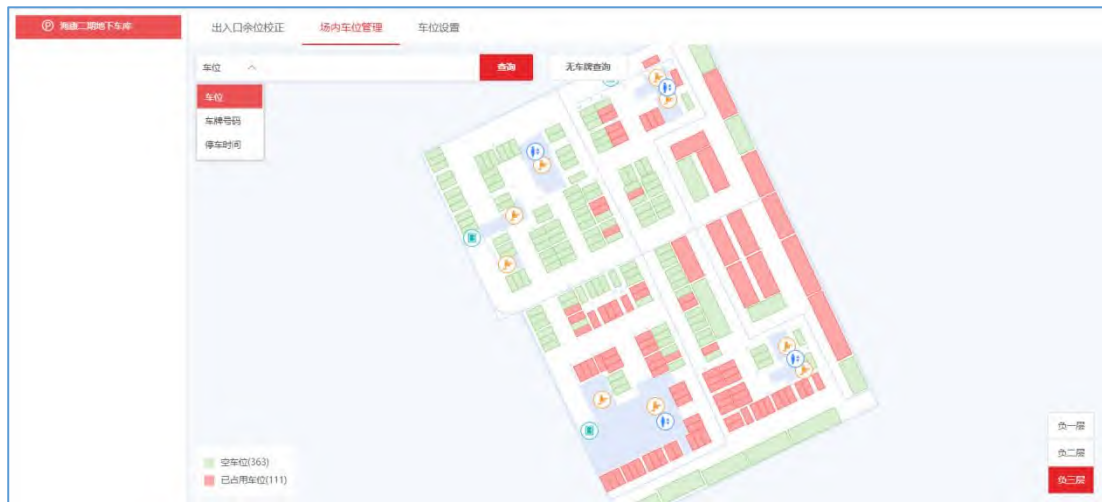 海康二期地下车库
出入口余位校正 场内车位管理 车位设置
车位 查询 无车牌查询
车位
车牌号码
停车时间
空车位(363)
已占用车位(111)
负一层
负二层
负三层